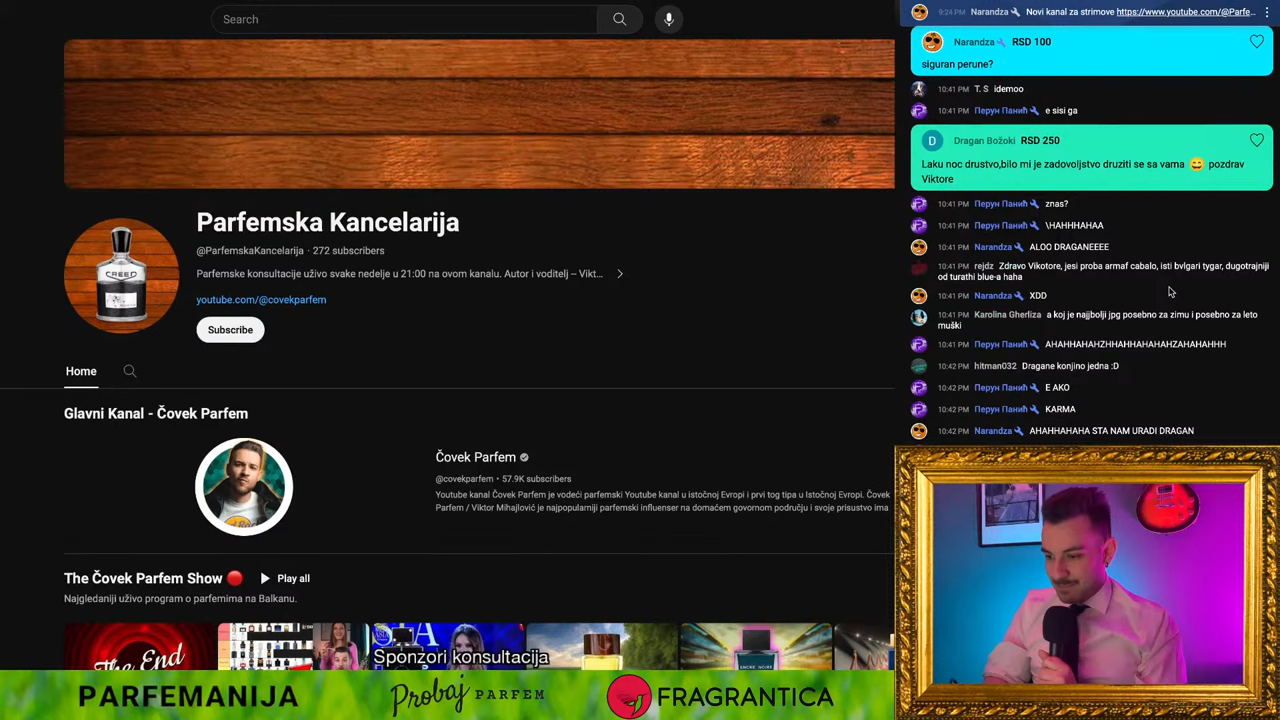 Search
Parfemska Kancelarija
@ParfemskaKancelarija · 272 subscribers
Parfemske konsultacije uživo svake nedelje u 21:00 na ovom kanalu. Autor i voditelj – Vikt...
youtube.com/@covekparfem
Subscribe
Home
Glavni Kanal - Čovek Parfem
Čovek Parfem
@covekparfem • 57.9K subscribers
Youtube kanal Čovek Parfem je vodeći parfemski Youtube kanal u istočnoj Evropi i prvi tog tipa u Istočnoj Evropi. Čovek
Parfem / Viktor Mihajlović je najpopularniji parfemski influenser na domaćem govornom području i svoje prisustvo ima
The Čovek Parfem Show 🔴 Play all
Najgledaniji uživo program o parfemima na Balkanu.
The End
Sponzori konsultacija
ENCRE NOIRE
PARFEMANIJA
Probaj PARFEM
FRAGRANTICA
CREED
9:24 PM Narandza Novi kanal za strimove https://www.youtube.com/@Parfe...
Narandza RSD 100
siguran perune?
10:41 PM T. S idemoo
10:41 PM Перун Панић e sisi ga
D Dragan Božoki RSD 250
Laku noc drustvo,bilo mi je zadovoljstvo druziti se sa vama 😄 pozdrav
Viktore
10:41 PM Перун Панић znas?
10:41 PM Перун Панић \HAHHHAHAA
10:41 PM Narandza ALOO DRAGANEEEE
10:41 PM rejdz Zdravo Vikotore, jesi proba armaf cabalo, isti bvlgari tygar, dugotrajniji
od turathi blue-a haha
10:41 PM Narandza XDD
10:41 PM Karolina Gherliza a koj je najjbolji jpg posebno za zimu i posebno za leto
muški
10:41 PM Перун Панић AHAHHAHAHZHHAHHAHAHAHZAHAHAHHH
10:42 PM hitman032 Dragane konjino jedna :D
10:42 PM Перун Панић E AKO
10:42 PM Перун Панић KARMA
10:42 PM Narandza AHAHHAHAHA STA NAM URADI DRAGAN